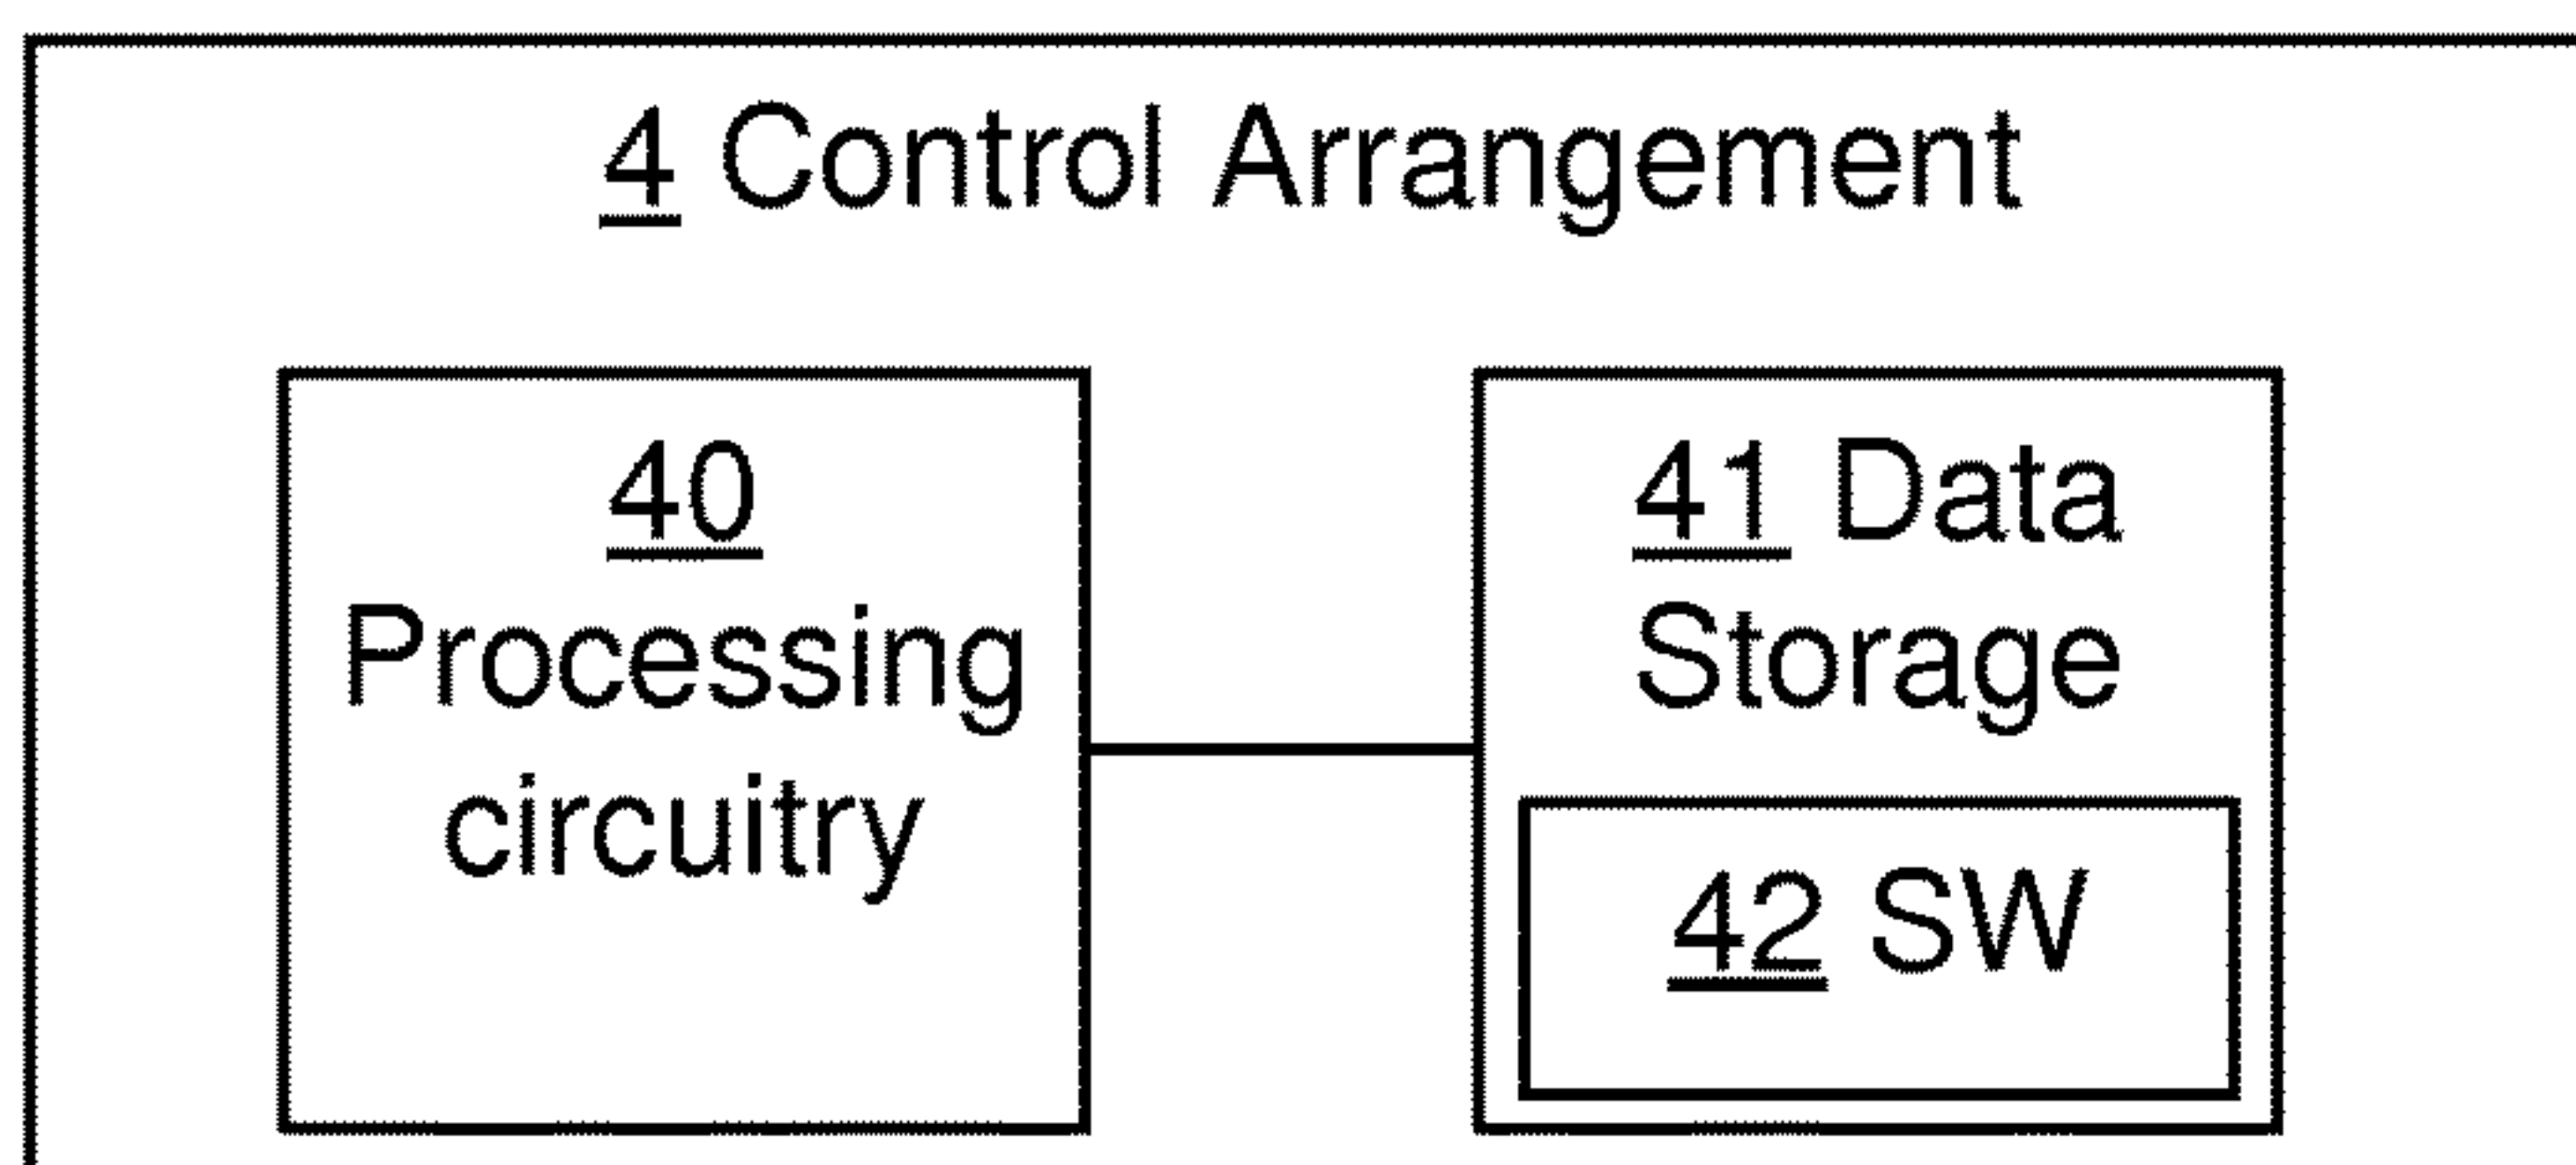 4 Control Arrangement
40
Processing
circuitry
41 Data
Storage
42 SW